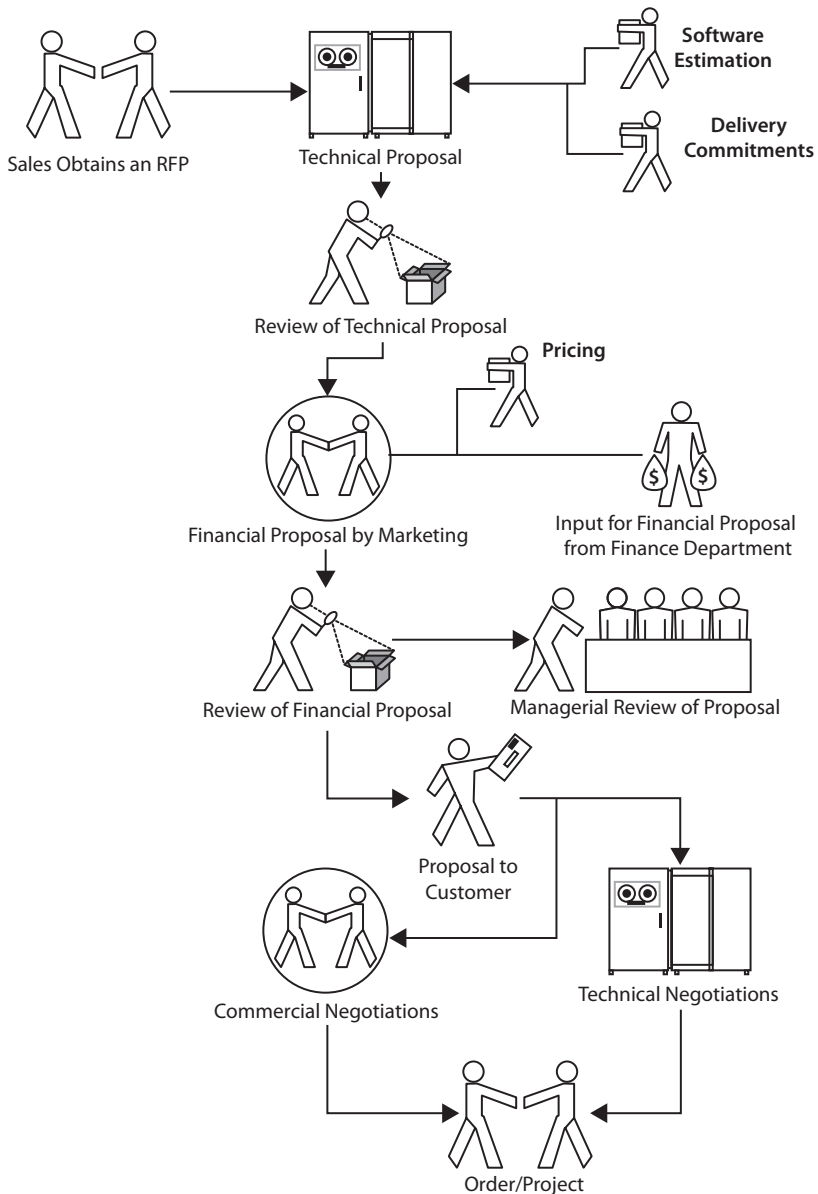 Software
Estimation
Delivery
Commitments
Sales Obtains an RFP
Technical Proposal
Review of Technical Proposal
Pricing
$ $
Input for Financial Proposal
from Finance Department
Financial Proposal by Marketing
Review of Financial Proposal
Managerial Review of Proposal
Proposal to
Customer
Technical Negotiations
Commercial Negotiations
Order/Project